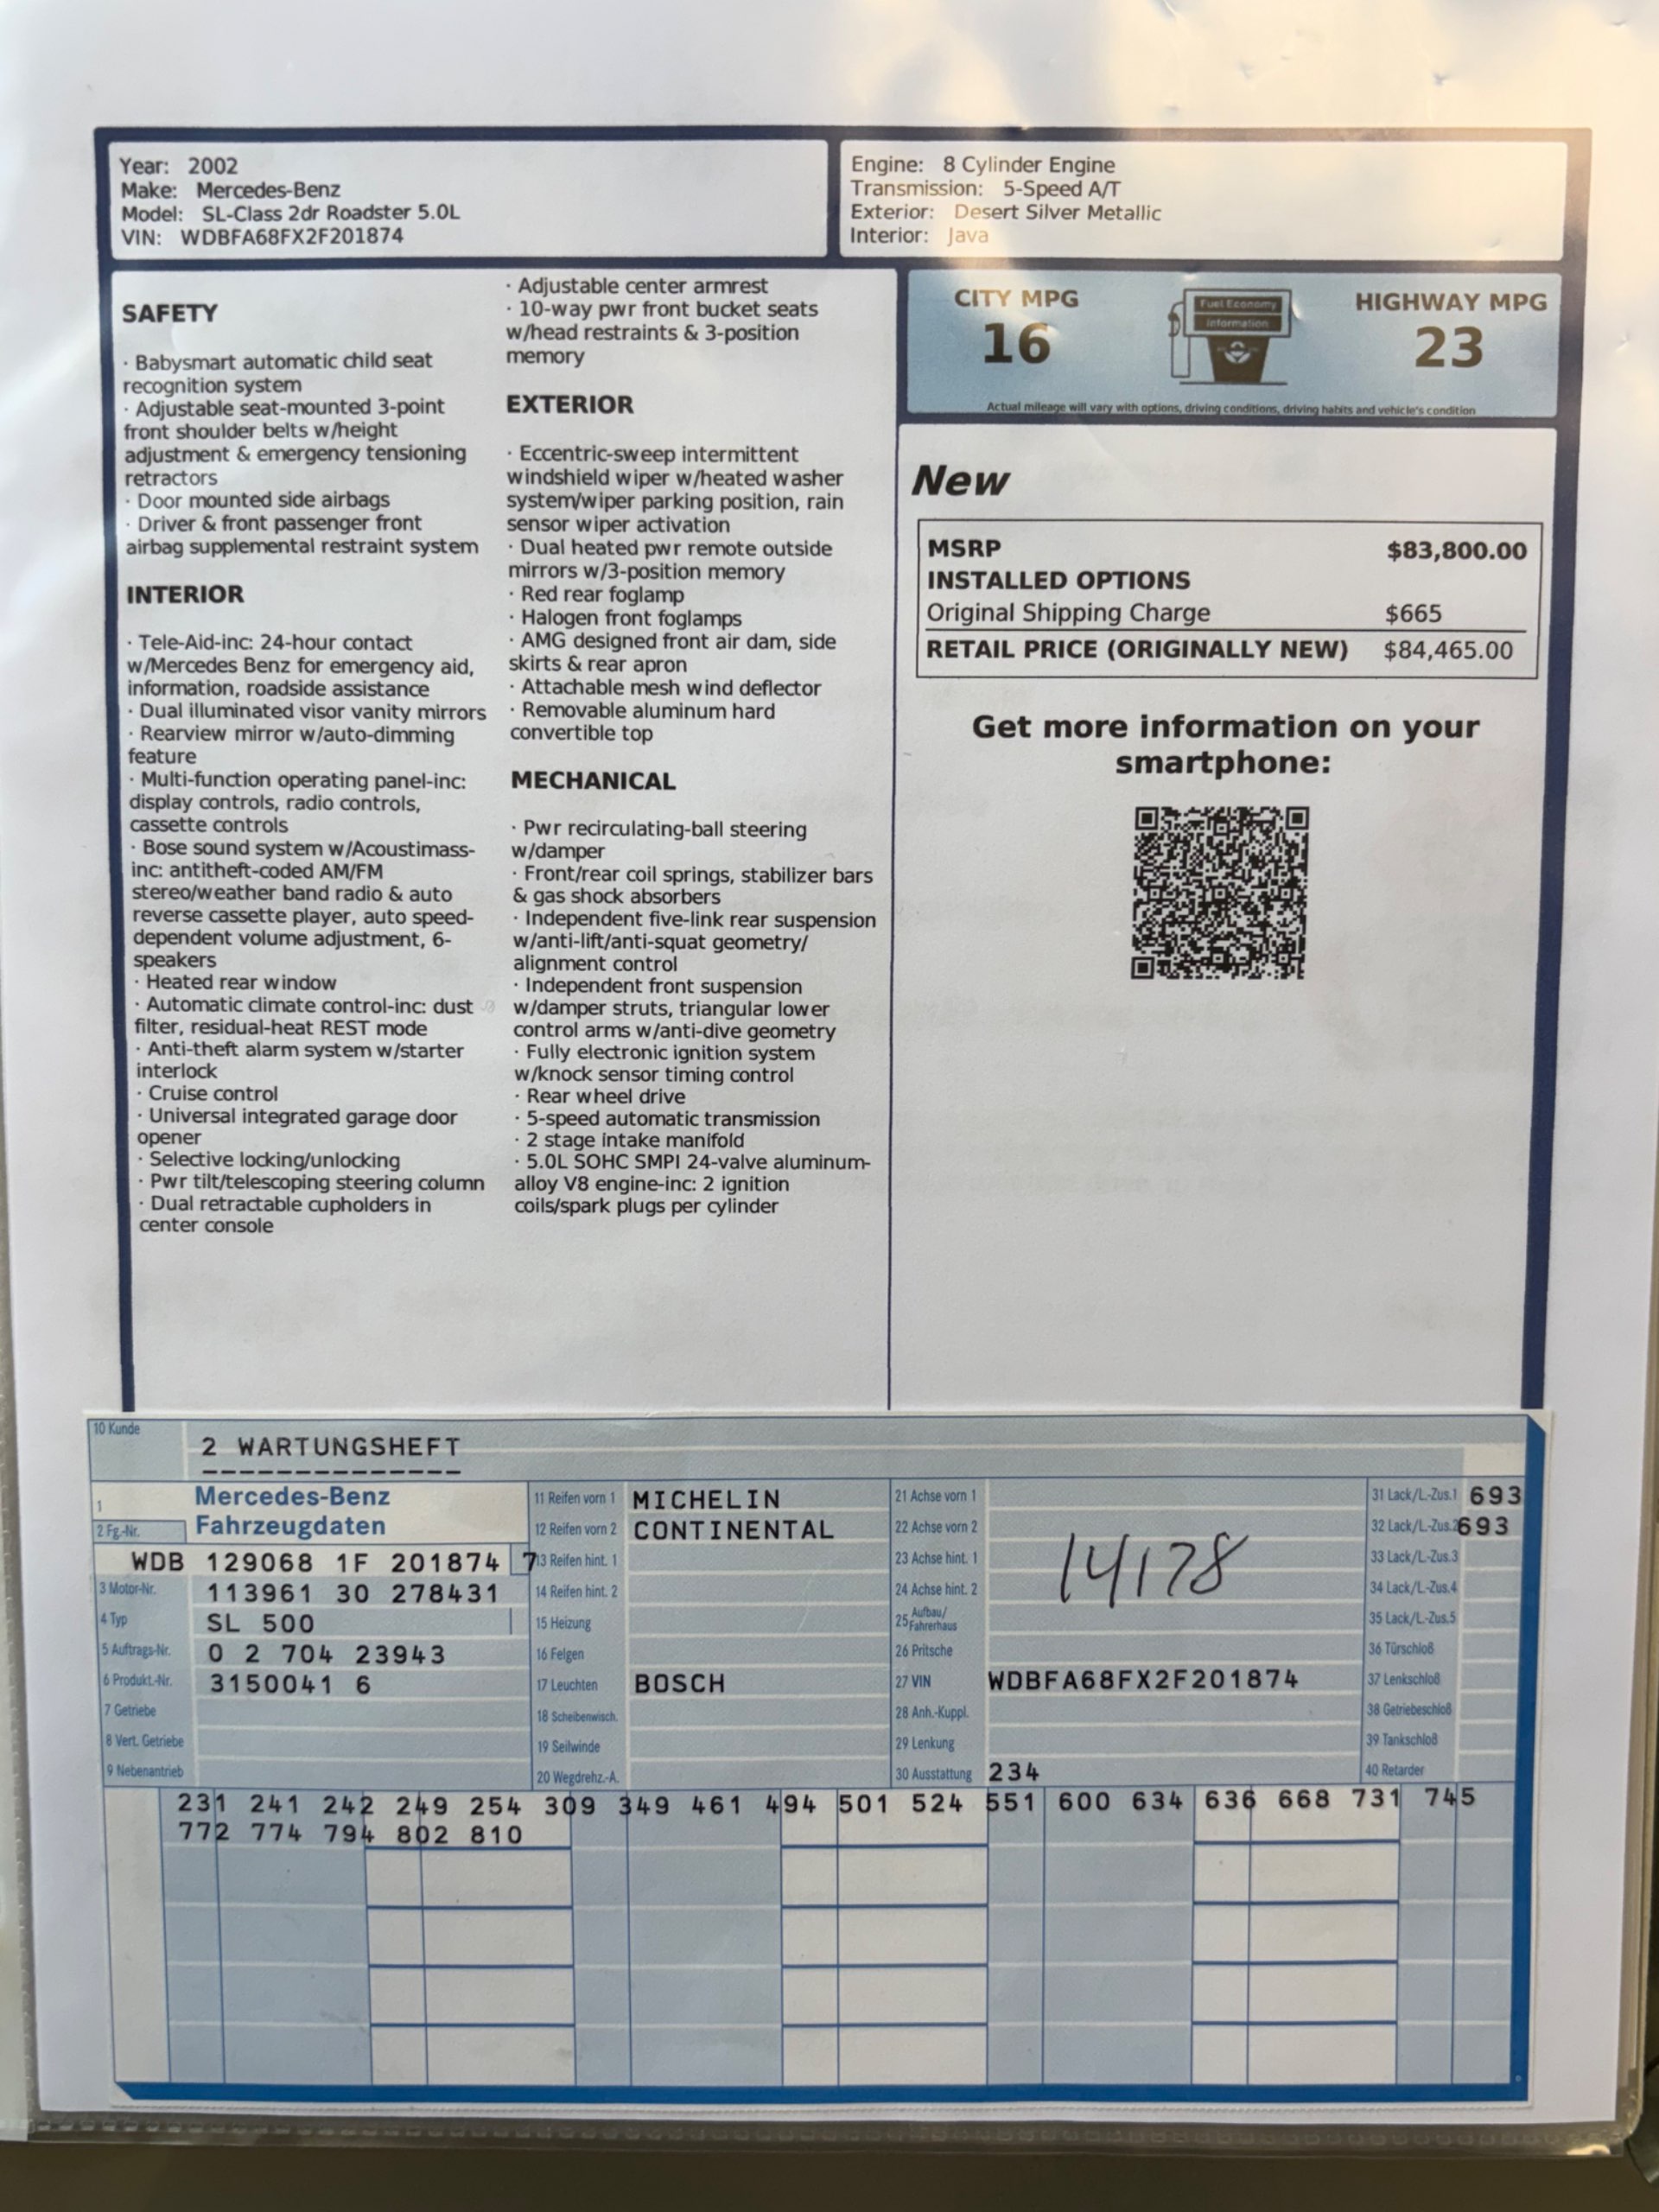 Year: 2002
Make: Mercedes-Benz
Model: SL-Class 2dr Roadster 5.0L
VIN: WDBFA68FX2F201874
Engine: 8 Cylinder Engine
Transmission: 5-Speed A/T
Exterior: Desert Silver Metallic
Interior: Java
SAFETY
· Babysmart automatic child seat
recognition system
· Adjustable seat-mounted 3-point
front shoulder belts w/height
adjustment & emergency tensioning
retractors
· Door mounted side airbags
· Driver & front passenger front
airbag supplemental restraint system
INTERIOR
· Tele-Aid-inc: 24-hour contact
w/Mercedes Benz for emergency aid,
information, roadside assistance
· Dual illuminated visor vanity mirrors
· Rearview mirror w/auto-dimming
feature
· Multi-function operating panel-inc:
display controls, radio controls,
cassette controls
· Bose sound system w/Acoustimass-
inc: antitheft-coded AM/FM
stereo/weather band radio & auto
reverse cassette player, auto speed-
dependent volume adjustment, 6-
speakers
· Heated rear window
· Automatic climate control-inc: dust
filter, residual-heat REST mode
· Anti-theft alarm system w/starter
interlock
· Cruise control
· Universal integrated garage door
opener
· Selective locking/unlocking
· Pwr tilt/telescoping steering column
· Dual retractable cupholders in
center console
· Adjustable center armrest
· 10-way pwr front bucket seats
w/head restraints & 3-position
memory
EXTERIOR
· Eccentric-sweep intermittent
windshield wiper w/heated washer
system/wiper parking position, rain
sensor wiper activation
· Dual heated pwr remote outside
mirrors w/3-position memory
· Red rear foglamp
· Halogen front foglamps
· AMG designed front air dam, side
skirts & rear apron
· Attachable mesh wind deflector
· Removable aluminum hard
convertible top
MECHANICAL
· Pwr recirculating-ball steering
w/damper
· Front/rear coil springs, stabilizer bars
& gas shock absorbers
· Independent five-link rear suspension
w/anti-lift/anti-squat geometry/
alignment control
· Independent front suspension
w/damper struts, triangular lower
control arms w/anti-dive geometry
· Fully electronic ignition system
w/knock sensor timing control
· Rear wheel drive
· 5-speed automatic transmission
· 2 stage intake manifold
· 5.0L SOHC SMPI 24-valve aluminum-
alloy V8 engine-inc: 2 ignition
coils/spark plugs per cylinder
CITY MPG
16
Fuel Economy
Information
HIGHWAY MPG
23
Actual mileage will vary with options, driving conditions, driving habits and vehicle's condition
New
MSRP $83,800.00
INSTALLED OPTIONS
Original Shipping Charge $665
RETAIL PRICE (ORIGINALLY NEW) $84,465.00
Get more information on your
smartphone:
10 Kunde
2 WARTUNGSHEFT
1 Mercedes-Benz
2 Fg.-Nr. Fahrzeugdaten
WDB 129068 1F 201874 7
3 Motor-Nr. 113961 30 278431
4 Typ SL 500
5 Auftrags-Nr. 0 2 704 23943
6 Produkt.-Nr. 3150041 6
7 Getriebe
8 Vert. Getriebe
9 Nebenantrieb
11 Reifen vorn 1 MICHELIN
12 Reifen vorn 2 CONTINENTAL
13 Reifen hint. 1
14 Reifen hint. 2
15 Heizung
16 Felgen
17 Leuchten BOSCH
18 Scheibenwisch.
19 Seilwinde
20 Wegdrehz.-A.
21 Achse vorn 1
22 Achse vorn 2
23 Achse hint. 1
24 Achse hint. 2
14178
25 Aufbau/
Fahrerhaus
26 Pritsche
27 VIN WDBFA68FX2F201874
28 Anh.-Kuppl.
29 Lenkung
30 Ausstattung 234
31 Lack/L.-Zus.1 693
32 Lack/L.-Zus.2 693
33 Lack/L.-Zus.3
34 Lack/L.-Zus.4
35 Lack/L.-Zus.5
36 Türschloß
37 Lenkschloß
38 Getriebeschloß
39 Tankschloß
40 Retarder
231 241 242 249 254 309 349 461 494 501 524 551 600 634 636 668 731 745
772 774 794 802 810